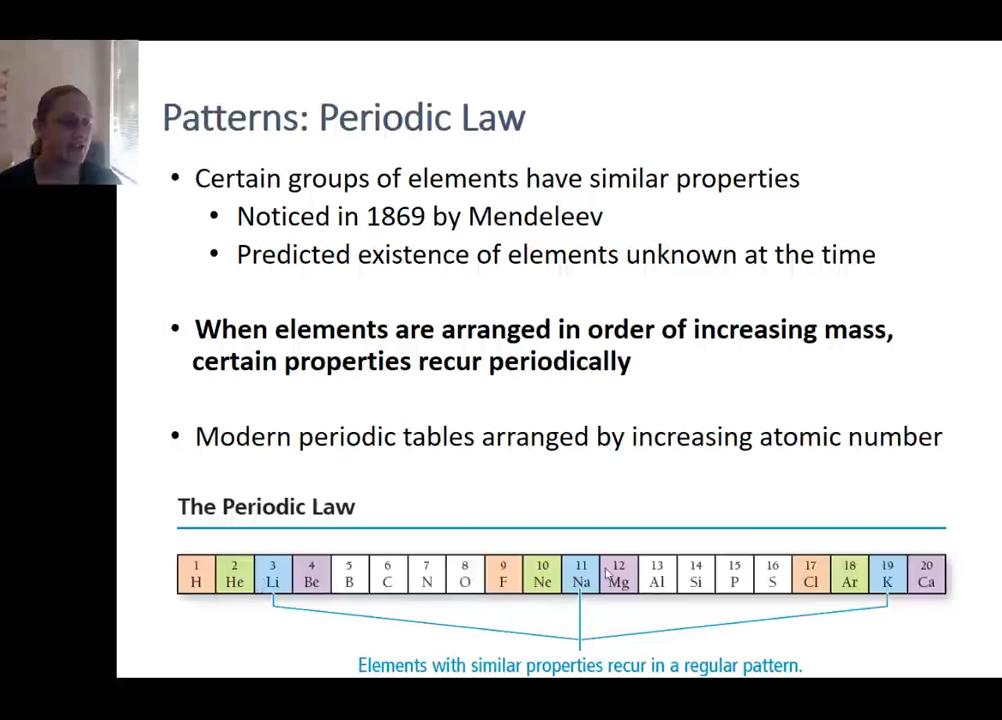 Patterns: Periodic Law
• Certain groups of elements have similar properties
• Noticed in 1869 by Mendeleev
• Predicted existence of elements unknown at the time
• When elements are arranged in order of increasing mass,
certain properties recur periodically
• Modern periodic tables arranged by increasing atomic number
The Periodic Law
1 2 3 4 5 6 7 8 9 10 11 12 13 14 15 16 17 18 19 20
H He Li Be B C N O F Ne Na Mg Al Si P S Cl Ar K Ca
Elements with similar properties recur in a regular pattern.